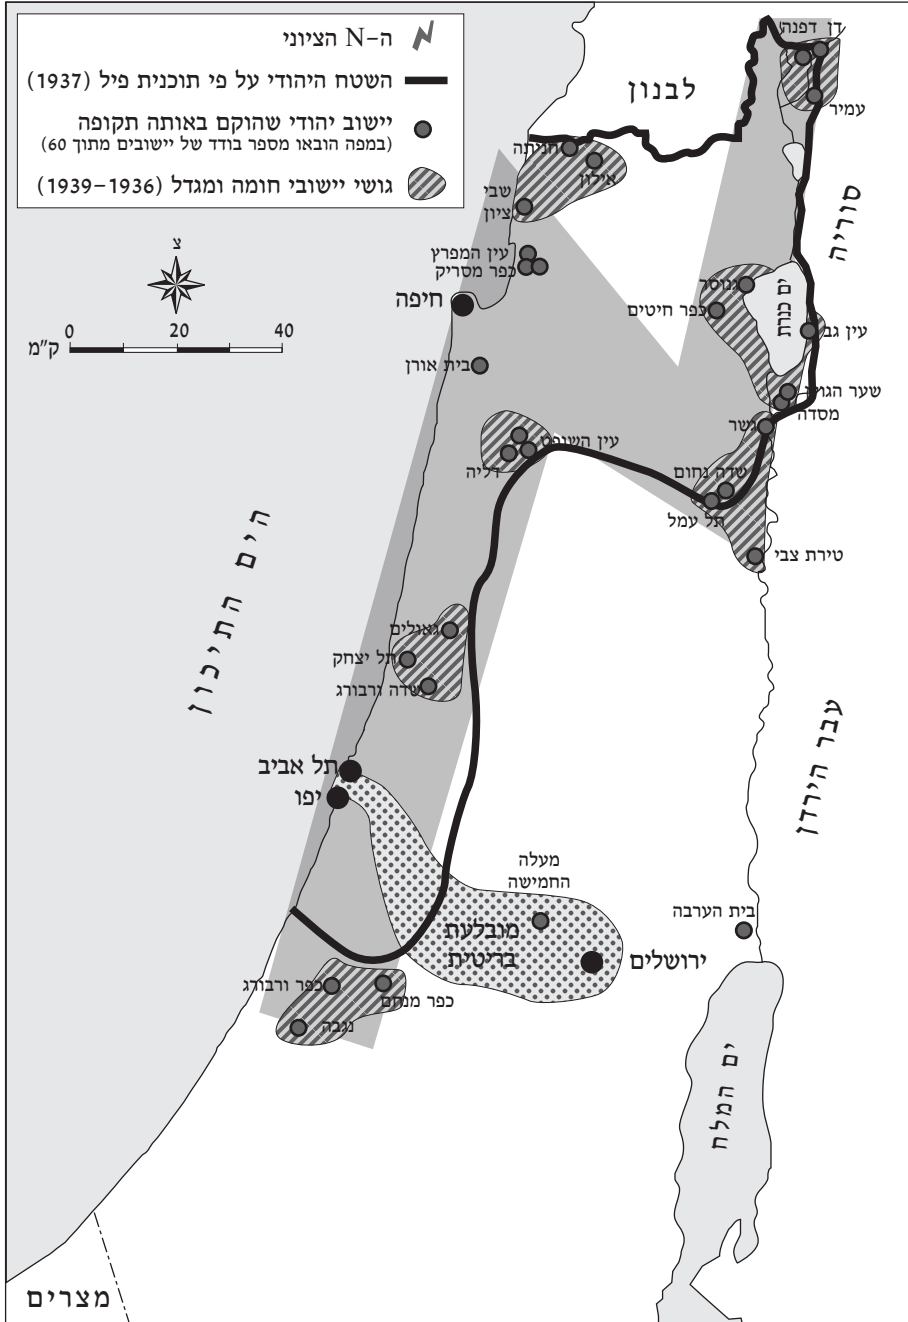 ה-N הציוני
השטח היהודי על פי תוכנית פיל (1937)
יישוב יהודי שהוקם באותה תקופה
(במפה הובאו מספר בודד של יישובים מתוך 60)
גושי יישובי חומה ומגדל (1936-1939)
צ
0 20 40
ק"מ
דן דפנה
עמיר
לבנון
סוריה
חניתה
אילון
שבי
ציון
עין המפרץ
כפר מסריק
חיפה
גנוסר
כפר חיטים
ים כנרת
עין גב
בית אורן
שער הגולן
מסדה
גשר
עין השופט
דליה
שדה נחום
תל עמל
טירת צבי
הים התיכון
גאולים
תל יצחק
שדה ורבורג
עבר הירדן
תל אביב
יפו
מעלה
החמישה
בית הערבה
מובלעת
בריטית
ירושלים
כפר ורבורג
כפר מנחם
נגבה
ים המלח
מצרים